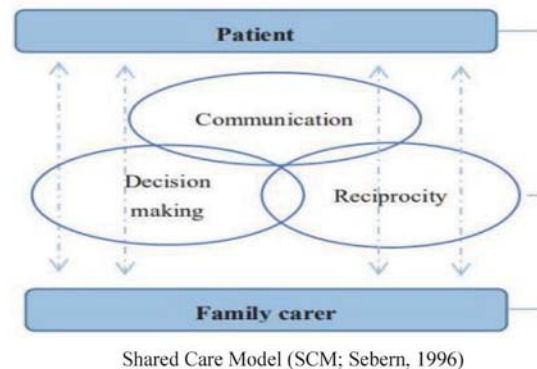 Patient
Communication
Decision
making
Reciprocity
Family carer
Shared Care Model (SCM; Sebern, 1996)